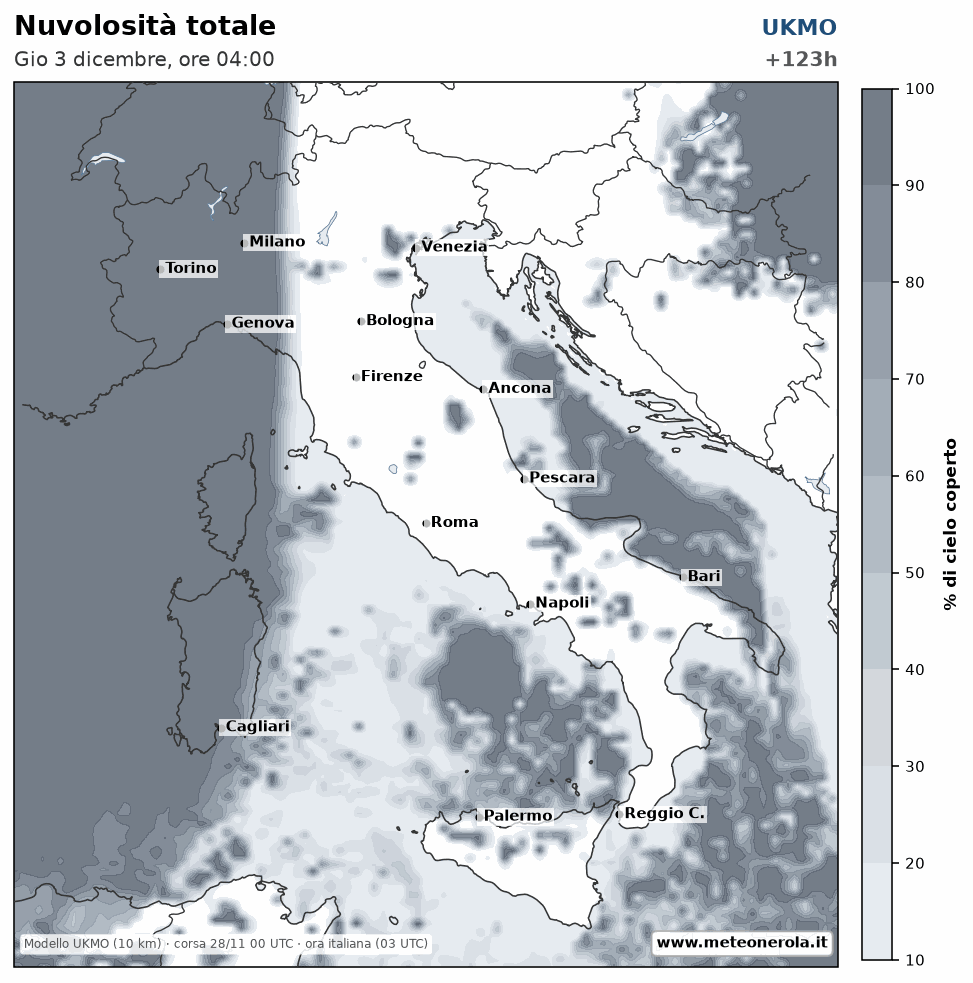 Nuvolosità totale
UKMO
Gio 3 dicembre, ore 04:00
+123h
100
90
80
70
60
50
40
30
20
10
% di cielo coperto
Milano
Venezia
Torino
Genova
Bologna
Firenze
Ancona
Pescara
Roma
Bari
Napoli
Cagliari
Palermo
Reggio C.
Modello UKMO (10 km) · corsa 28/11 00 UTC · ora italiana (03 UTC)
www.meteonerola.it